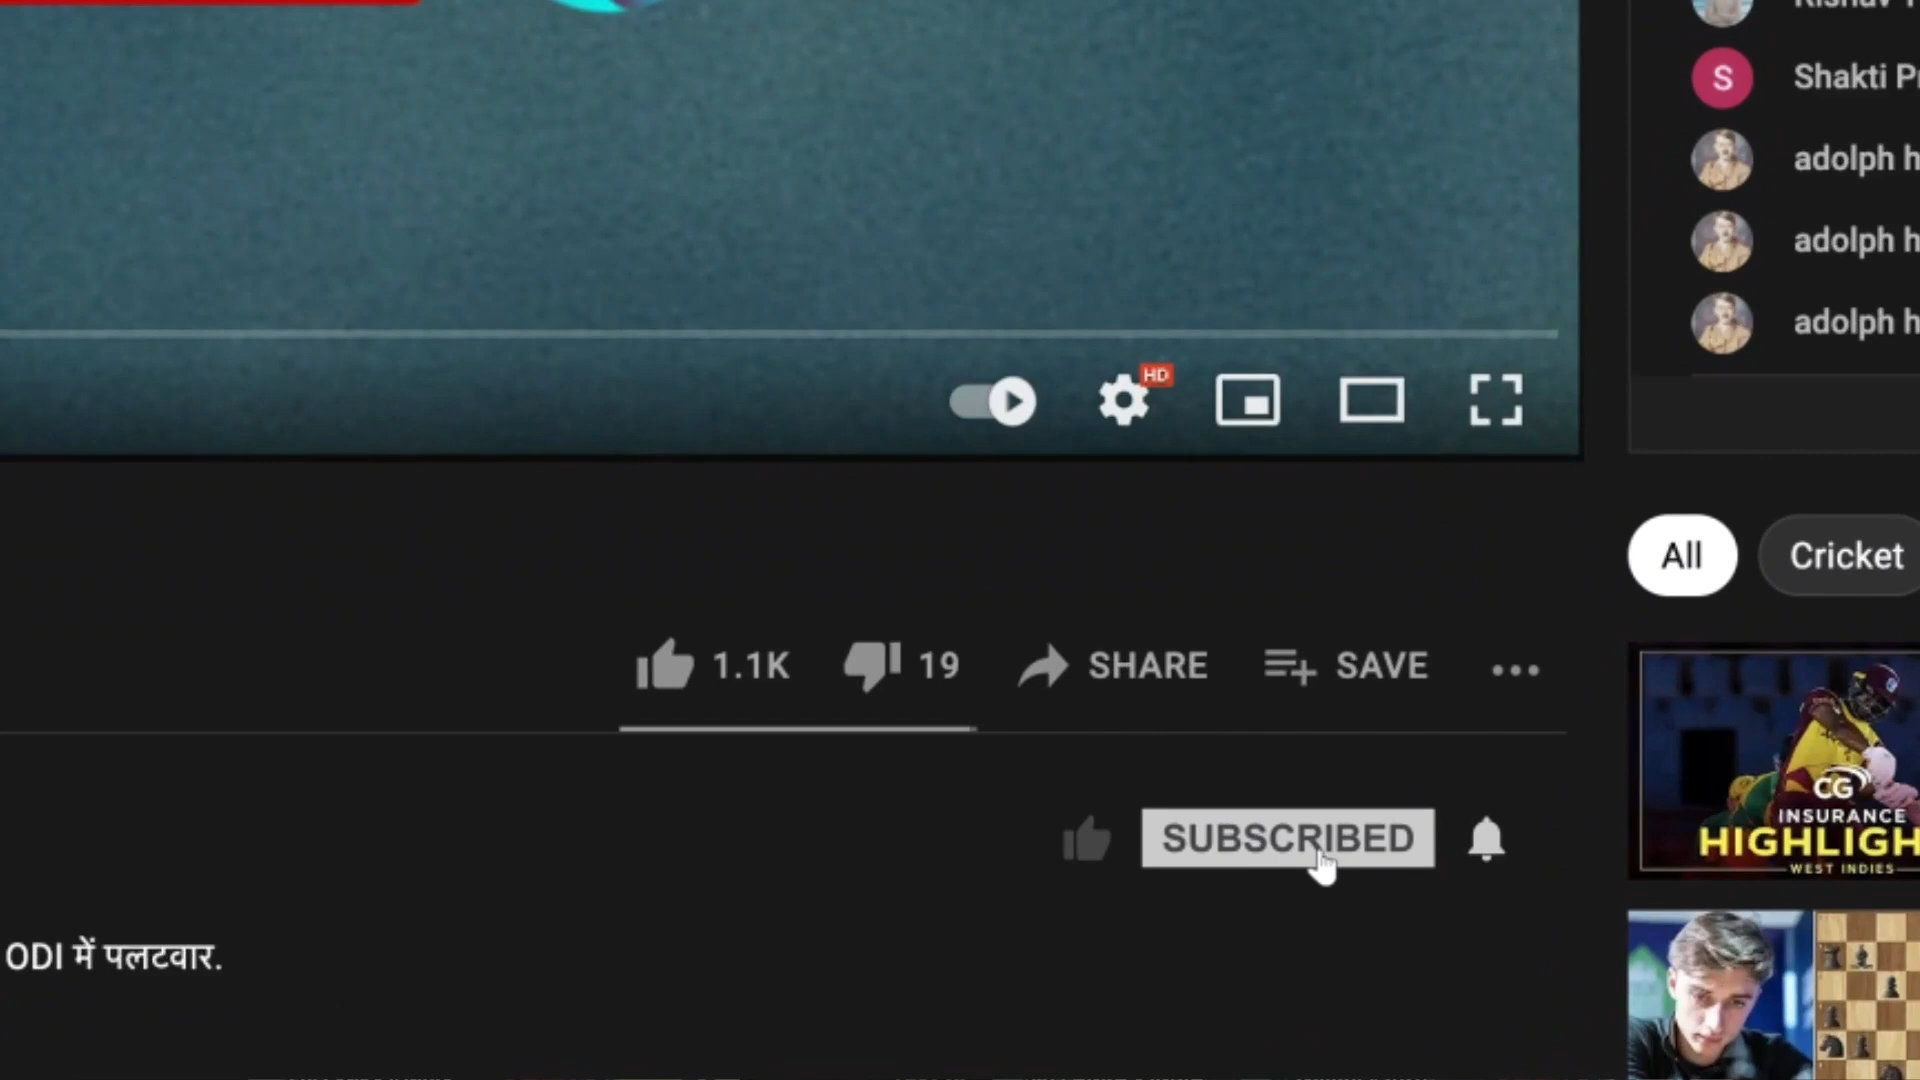 Shakti
adolph h
adolph h
adolph h
HD
All
Cricket
1.1K
19
SHARE
SAVE
SUBSCRIBED
CG
INSURANCE
HIGHLIGH
WEST INDIES
ODI में पलटवार.